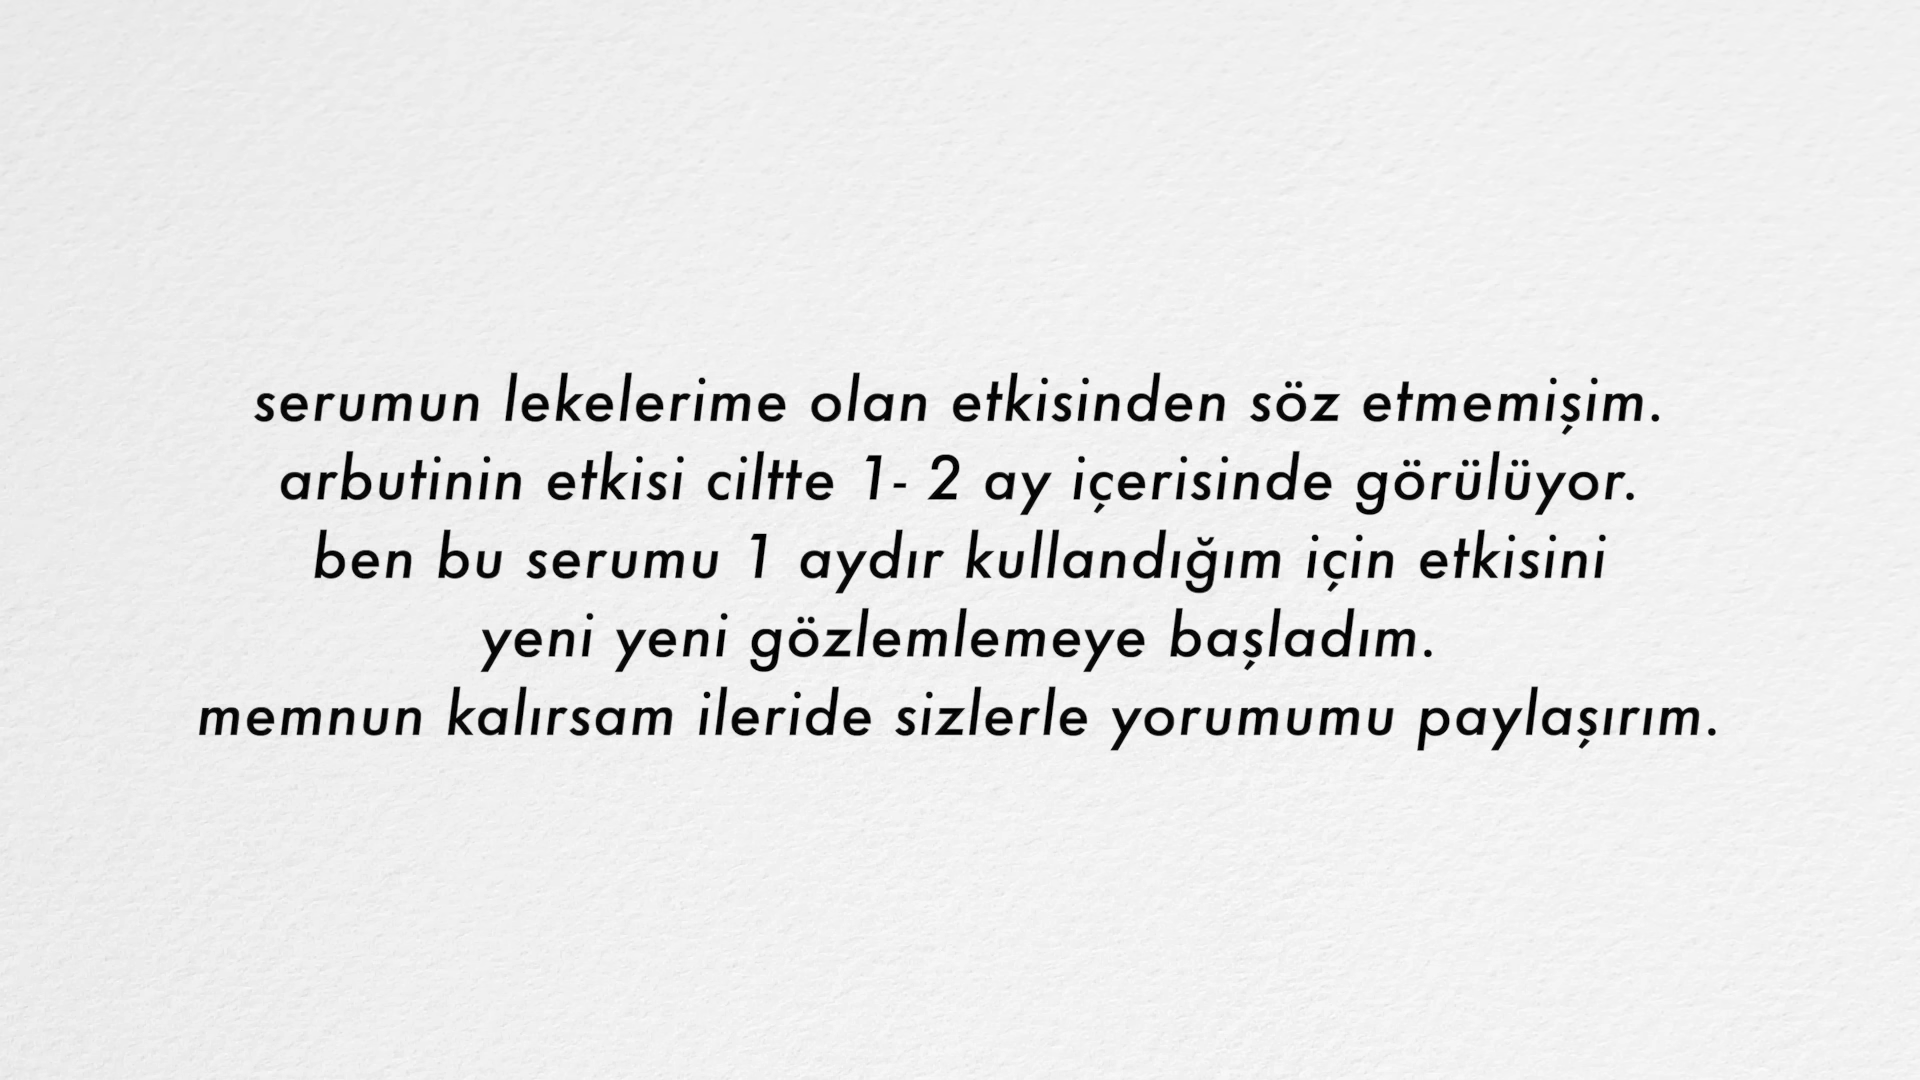 serumun lekelerime olan etkisinden söz etmemişim.
arbutinin etkisi ciltte 1- 2 ay içerisinde görülüyor.
ben bu serumu 1 aydır kullandığım için etkisini
yeni yeni gözlemlemeye başladım.
memnun kalırsam ileride sizlerle yorumumu paylaşırım.